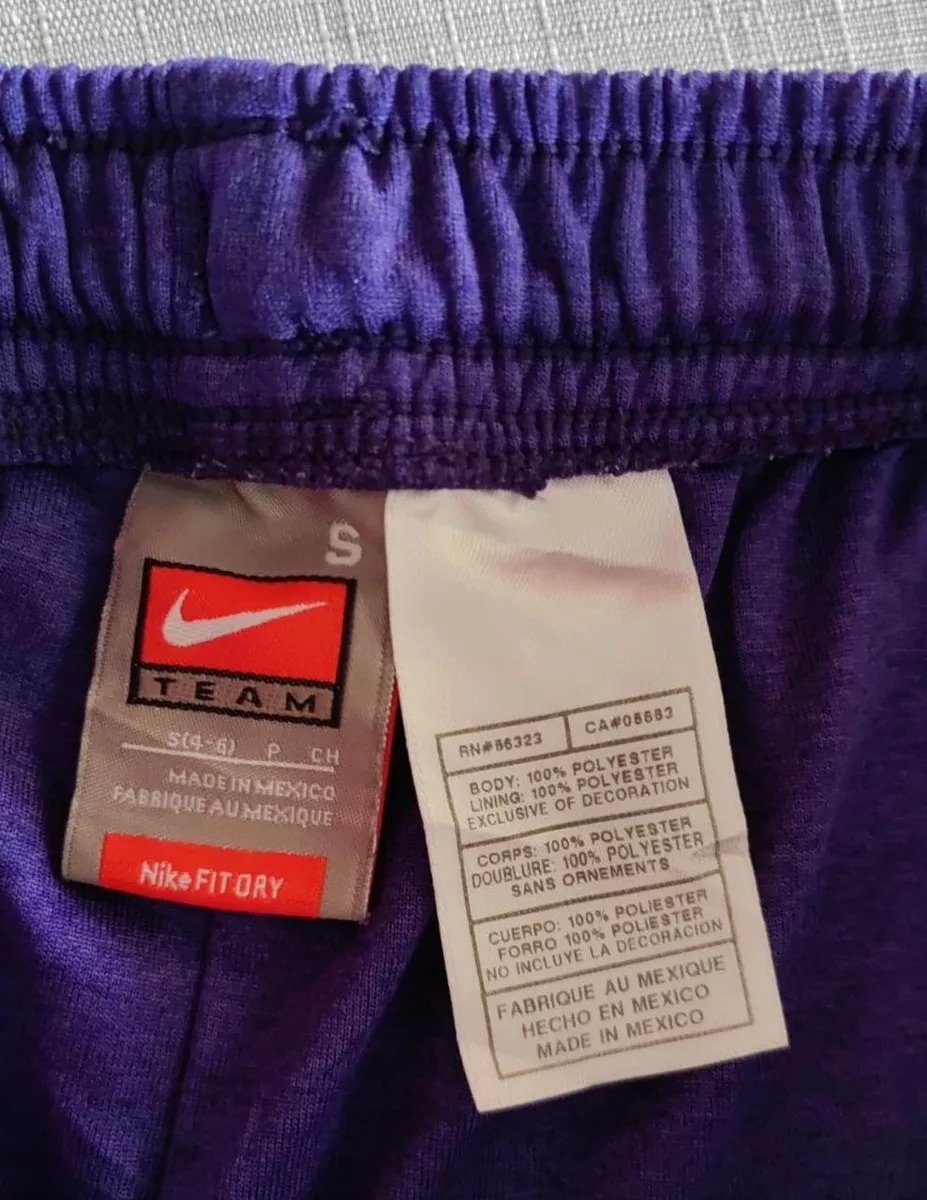 S
TEAM
S(4-6) P CH
MADE IN MEXICO
FABRIQUE AU MEXIQUE
Nike FIT DRY
RN#56323 CA#05553
BODY: 100% POLYESTER
LINING: 100% POLYESTER
EXCLUSIVE OF DECORATION
CORPS: 100% POLYESTER
DOUBLURE: 100% POLYESTER
SANS ORNEMENTS
CUERPO: 100% POLIESTER
FORRO 100% POLIESTER
NO INCLUYE LA DECORACION
FABRIQUE AU MEXIQUE
HECHO EN MEXICO
MADE IN MEXICO